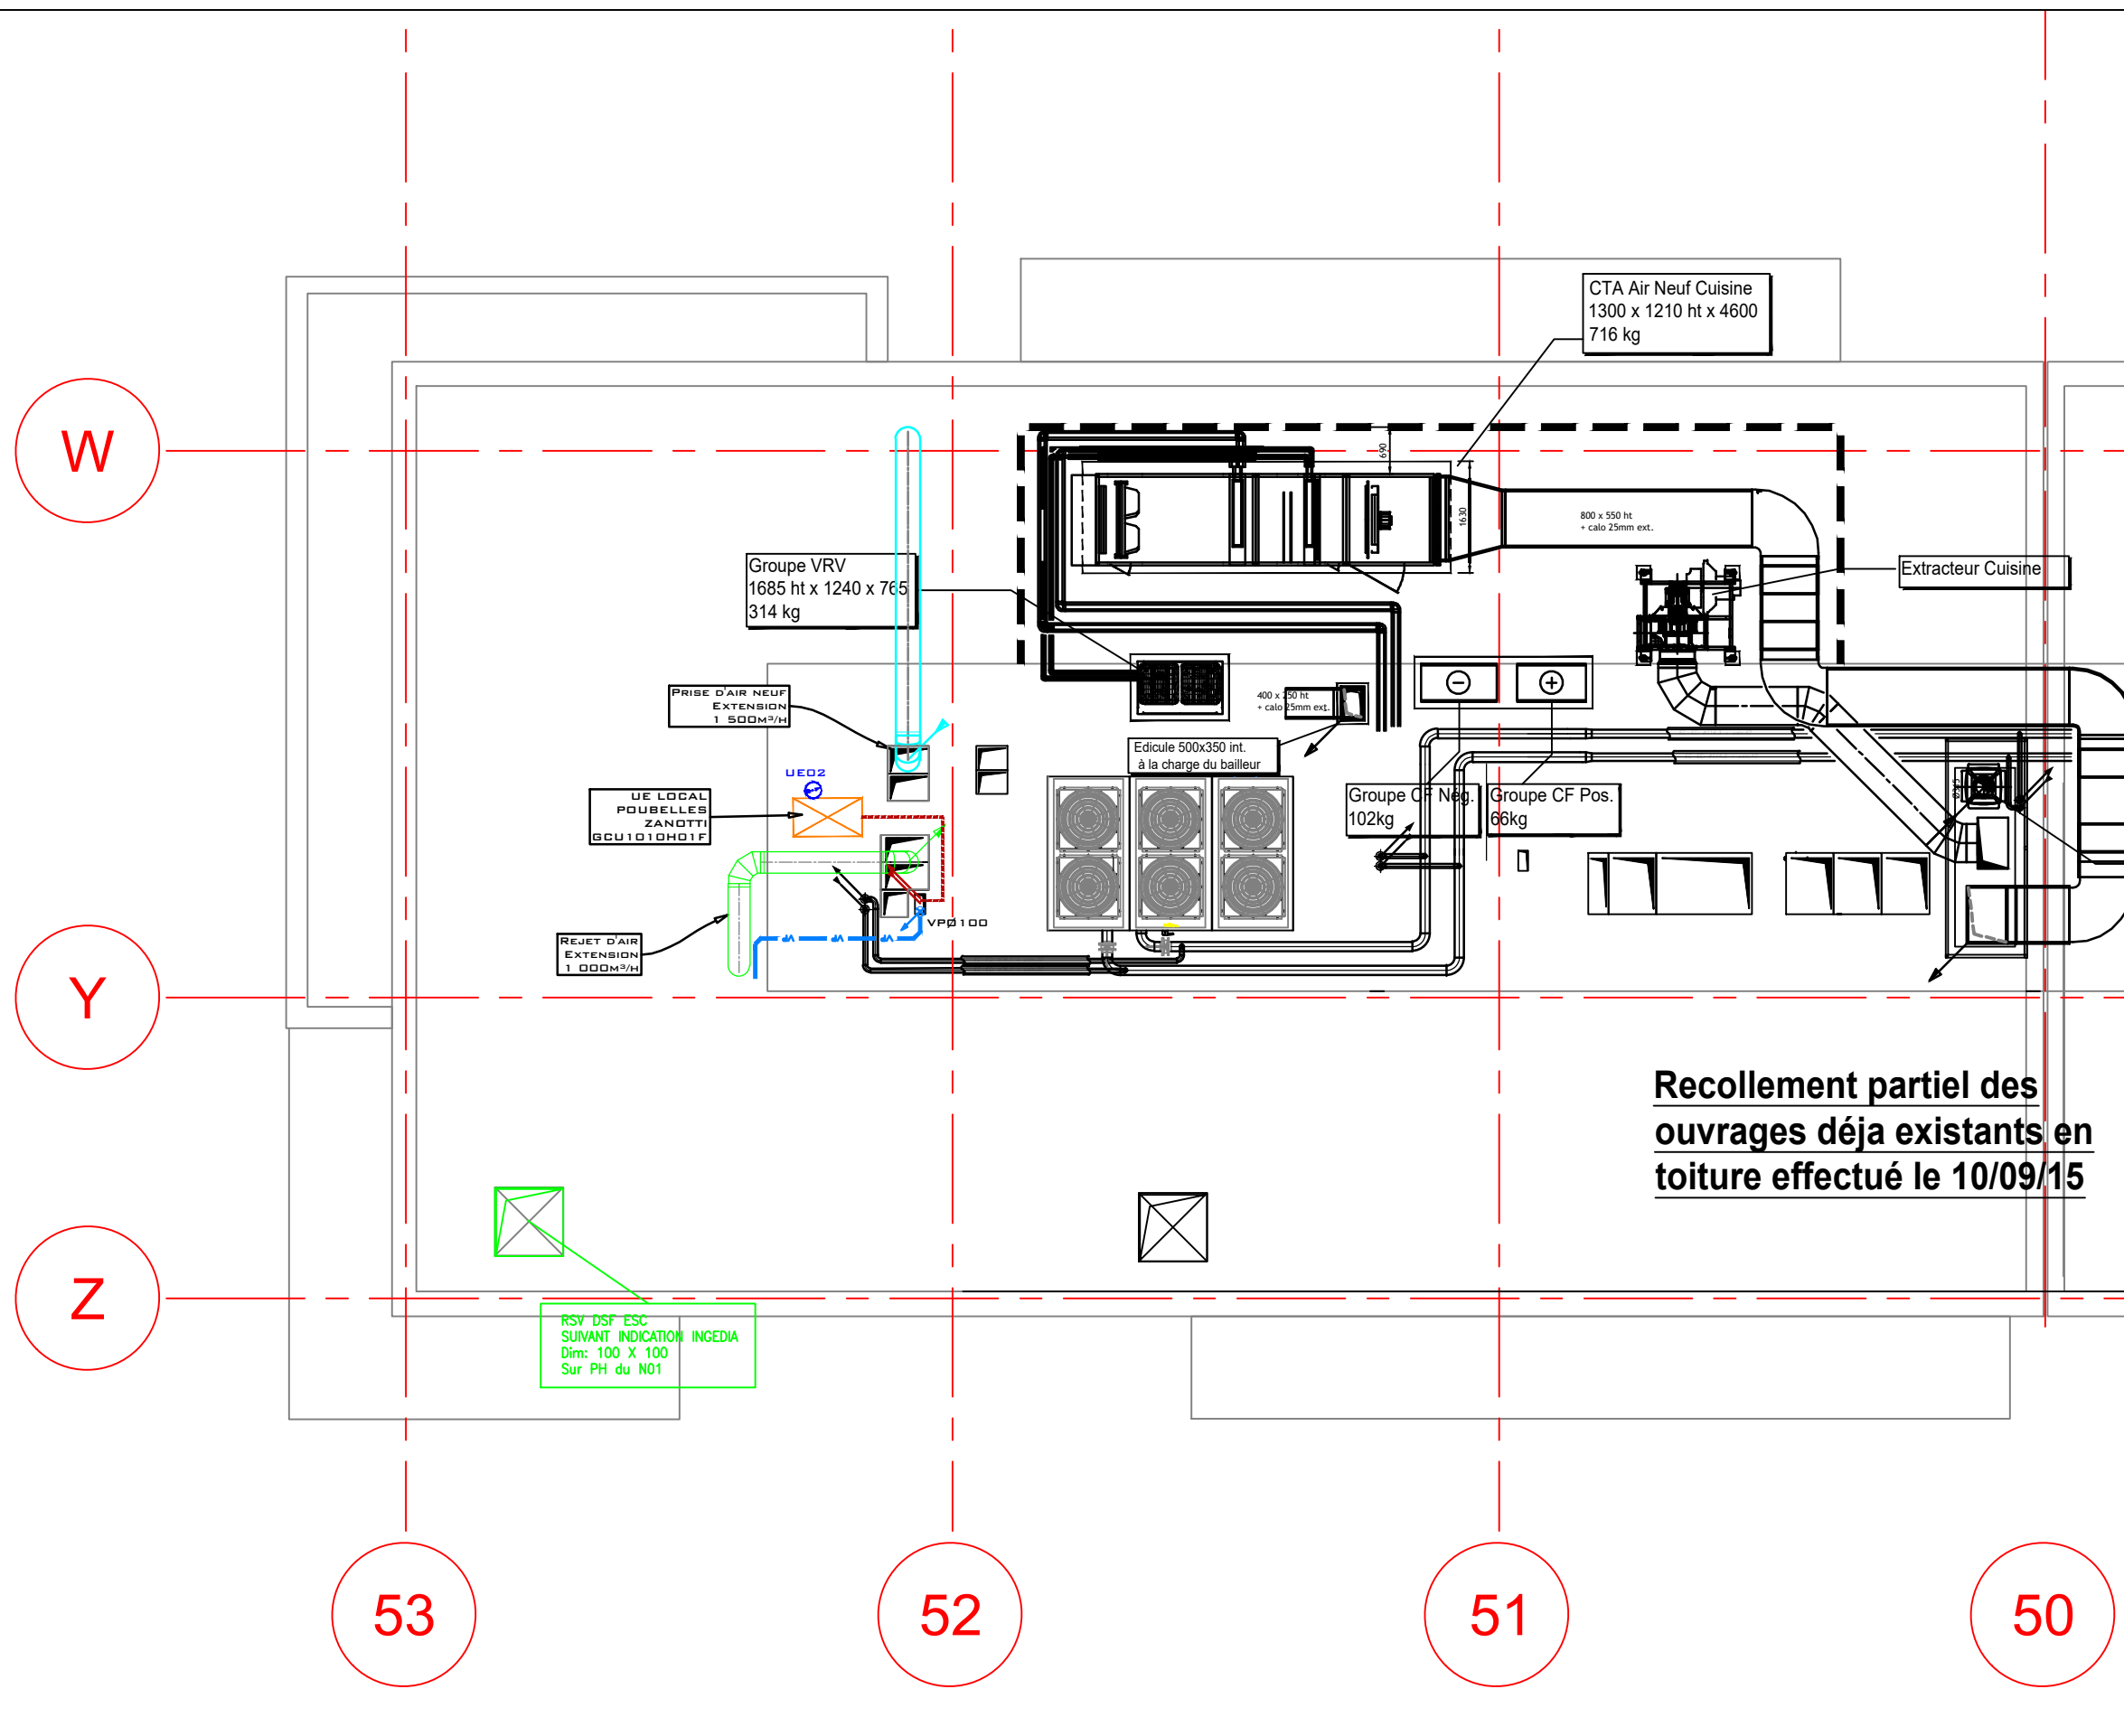 CTA Air Neuf Cuisine
1300 x 1210 ht x 4600
716 kg
W
690
1630
800 x 550 ht
+ calo 25mm ext.
Groupe VRV
1685 ht x 1240 x 765
314 kg
Extracteur Cuisine
PRISE D'AIR NEUF
EXTENSION
1 500M³/H
400 x 250 ht
+ calo 25mm ext.
Edicule 500x350 int.
à la charge du bailleur
UE02
UE LOCAL
POUBELLES
ZANOTTI
GCU1010H01F
Groupe CF Neg.
102kg
Groupe CF Pos.
66kg
VPØ100
VP VP VP
REJET D'AIR
EXTENSION
1 000M³/H
Y
Recollement partiel des
ouvrages déja existants en
toiture effectué le 10/09/15
Z
RSV DSF ESC
SUIVANT INDICATION INGEDIA
Dim: 100 X 100
Sur PH du N01
53
52
51
50